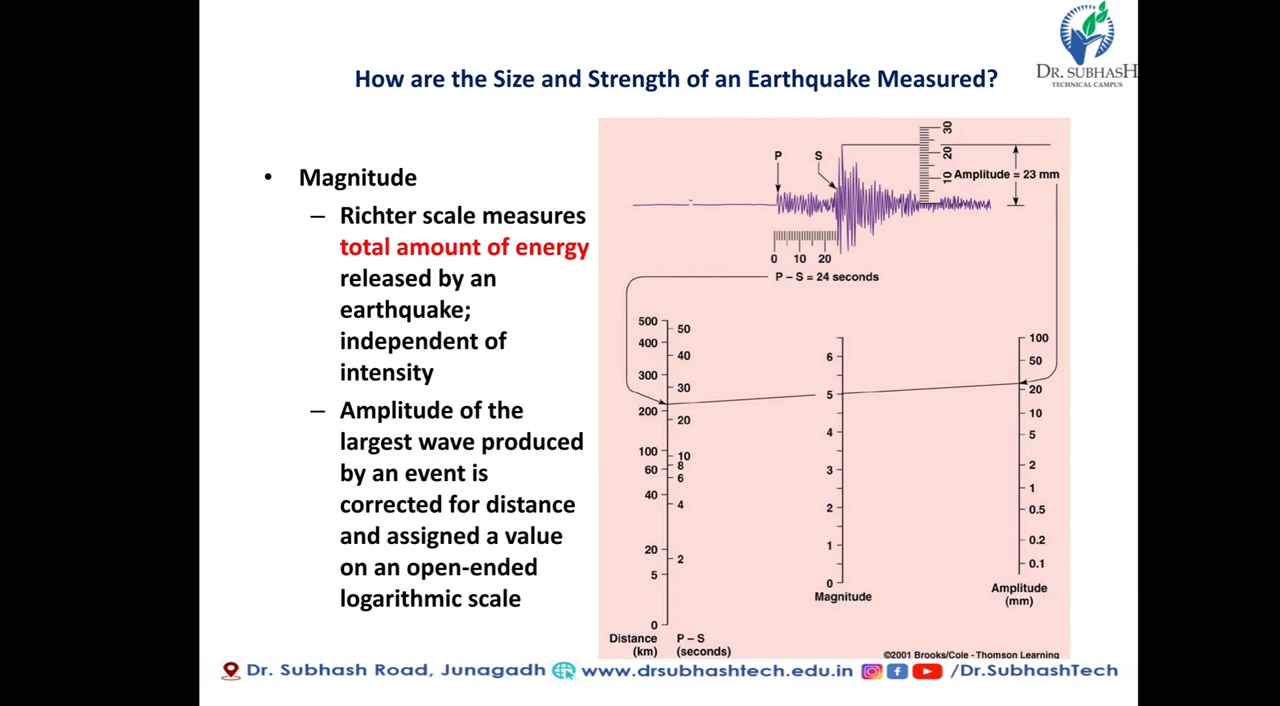 DR. SUBHASH
TECHNICAL CAMPUS
How are the Size and Strength of an Earthquake Measured?
• Magnitude
– Richter scale measures
total amount of energy
released by an
earthquake;
independent of
intensity
– Amplitude of the
largest wave produced
by an event is
corrected for distance
and assigned a value
on an open-ended
logarithmic scale
P
S
30
20
10
Amplitude = 23 mm
0 10 20
P – S = 24 seconds
500
400
300
200
100
60
40
20
5
0
Distance
(km)
50
40
30
20
10
8
6
4
2
P – S
(seconds)
6
5
4
3
2
1
0
Magnitude
100
50
20
10
5
2
1
0.5
0.2
0.1
Amplitude
(mm)
©2001 Brooks/Cole - Thomson Learning
Dr. Subhash Road, Junagadh www.drsubhashtech.edu.in /Dr.SubhashTech